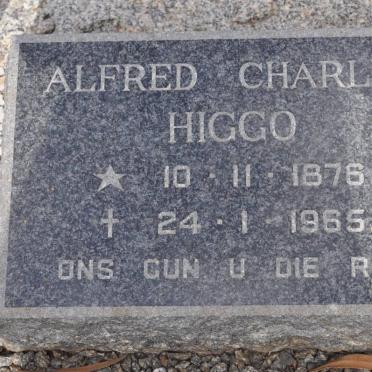 ALFRED CHARL
HIGGO
★ 10 · 11 · 1876
† 24 · 1 · 1965
ONS GUN U DIE R